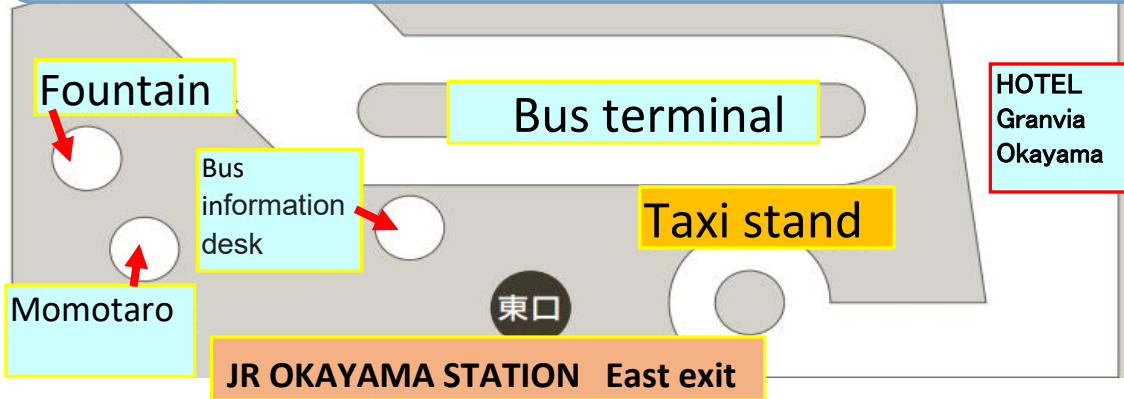 Fountain
Bus terminal
HOTEL
Granvia
Okayama
Bus
information
desk
Taxi stand
Momotaro
東口
JR OKAYAMA STATION East exit